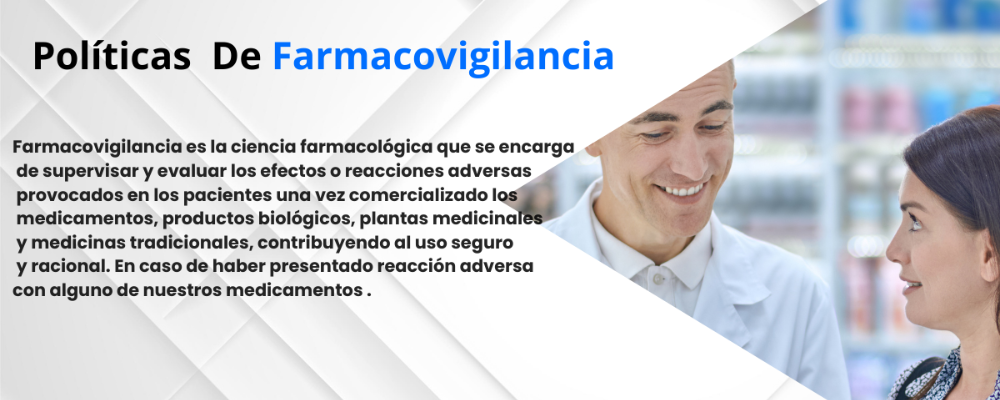 Políticas De Farmacovigilancia
Farmacovigilancia es la ciencia farmacológica que se encarga
de supervisar y evaluar los efectos o reacciones adversas
provocados en los pacientes una vez comercializado los
medicamentos, productos biológicos, plantas medicinales
y medicinas tradicionales, contribuyendo al uso seguro
y racional. En caso de haber presentado reacción adversa
con alguno de nuestros medicamentos .